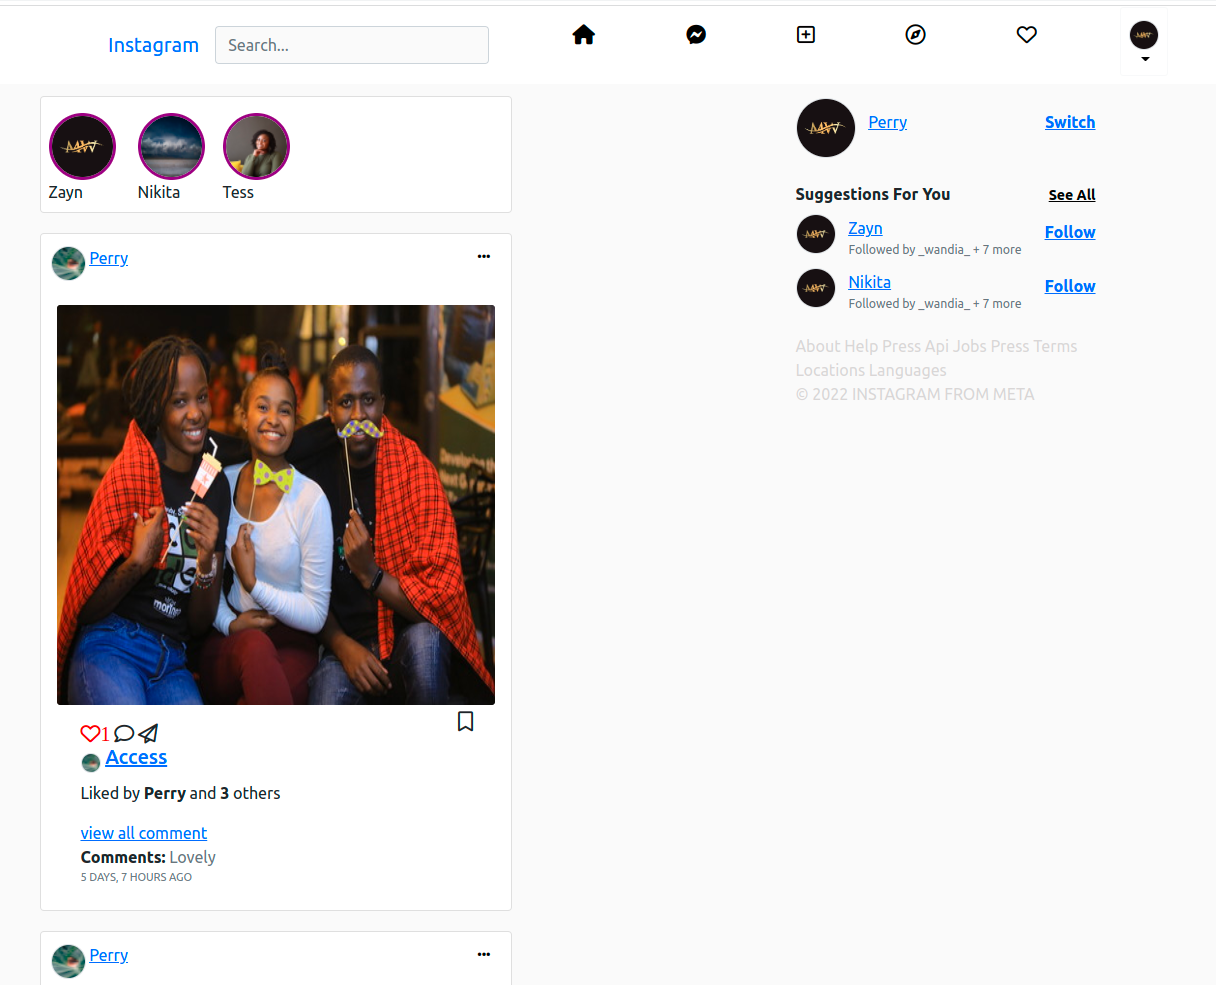 Instagram
Search...
Zayn
Nikita
Tess
Perry
•••
1
Access
Liked by Perry and 3 others
view all comment
Comments: Lovely
5 DAYS, 7 HOURS AGO
Perry
•••
Perry
Switch
Suggestions For You
See All
Zayn
Followed by _wandia_ + 7 more
Follow
Nikita
Followed by _wandia_ + 7 more
Follow
About Help Press Api Jobs Press Terms
Locations Languages
© 2022 INSTAGRAM FROM META